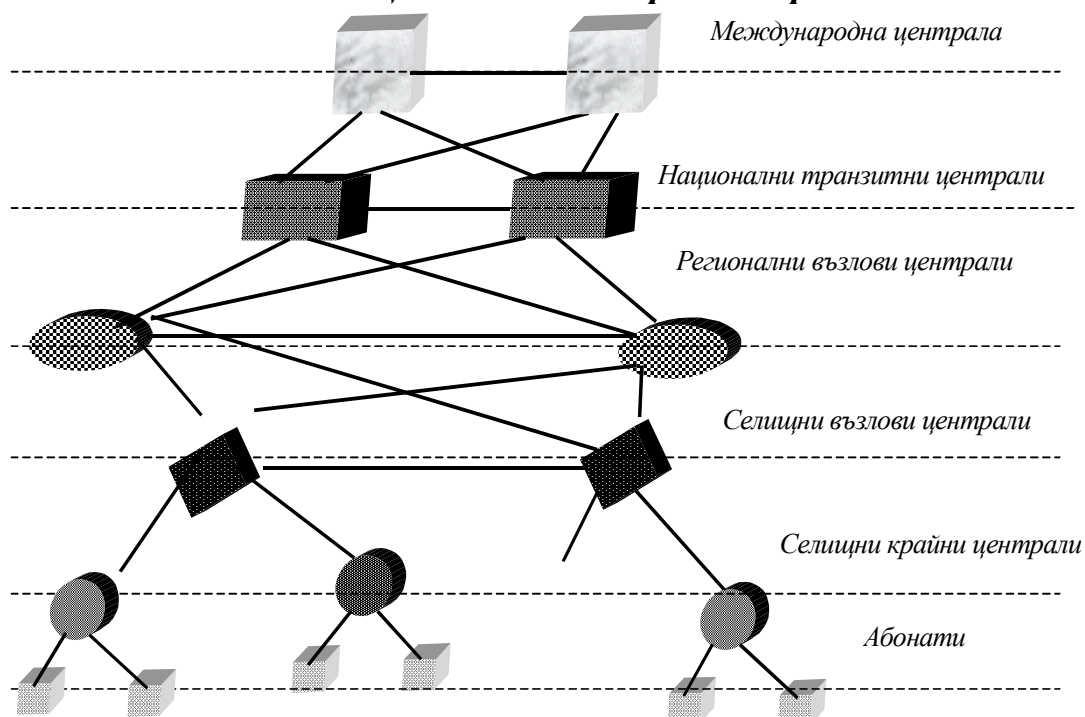 Международна централа
Национални транзитни централи
Регионални възлови централи
Селищни възлови централи
Селищни крайни централи
Абонати